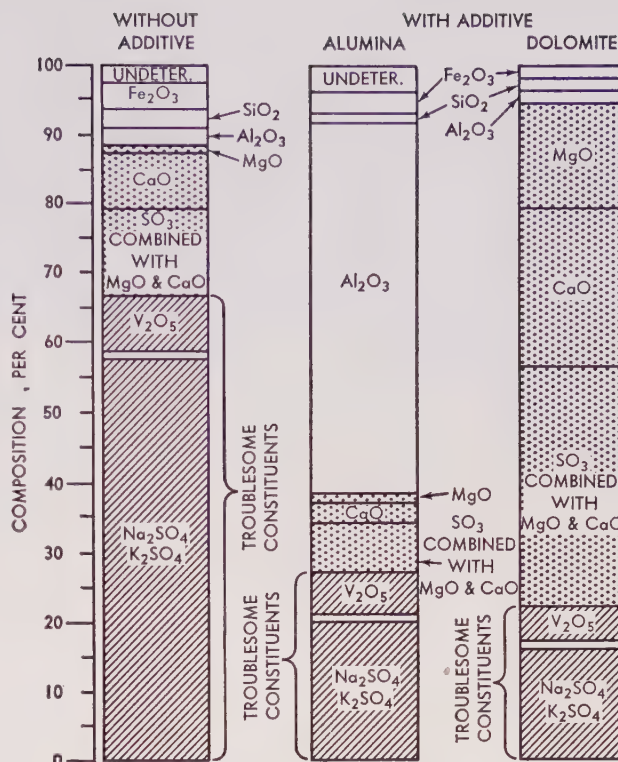 WITHOUT
ADDITIVE
WITH ADDITIVE
ALUMINA
DOLOMITE
COMPOSITION , PER CENT
100
90
80
70
60
50
40
30
20
10
0
UNDETER.
Fe₂O₃
SiO₂
Al₂O₃
MgO
CaO
SO₃
COMBINED
WITH
MgO & CaO
V₂O₅
Na₂SO₄
K₂SO₄
TROUBLESOME
CONSTITUENTS
UNDETER.
Fe₂O₃
SiO₂
Al₂O₃
Al₂O₃
MgO
CaO
SO₃
COMBINED
WITH
MgO & CaO
V₂O₅
Na₂SO₄
K₂SO₄
TROUBLESOME
CONSTITUENTS
MgO
CaO
SO₃
COMBINED
WITH
MgO & CaO
V₂O₅
Na₂SO₄
K₂SO₄
TROUBLESOME
CONSTITUENTS